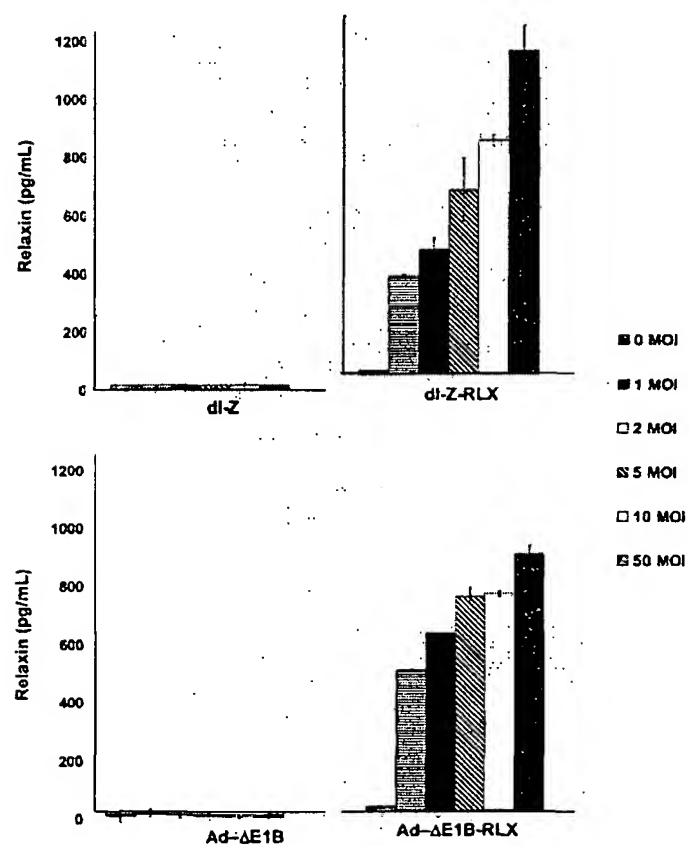 1200
1000
800
600
400
200
0
Relaxin (pg/mL)
dl-Z
dl-Z-RLX
0 MOI
1 MOI
2 MOI
5 MOI
10 MOI
50 MOI
1200
1000
800
600
400
200
0
Relaxin (pg/mL)
Ad-ΔE1B
Ad-ΔE1B-RLX